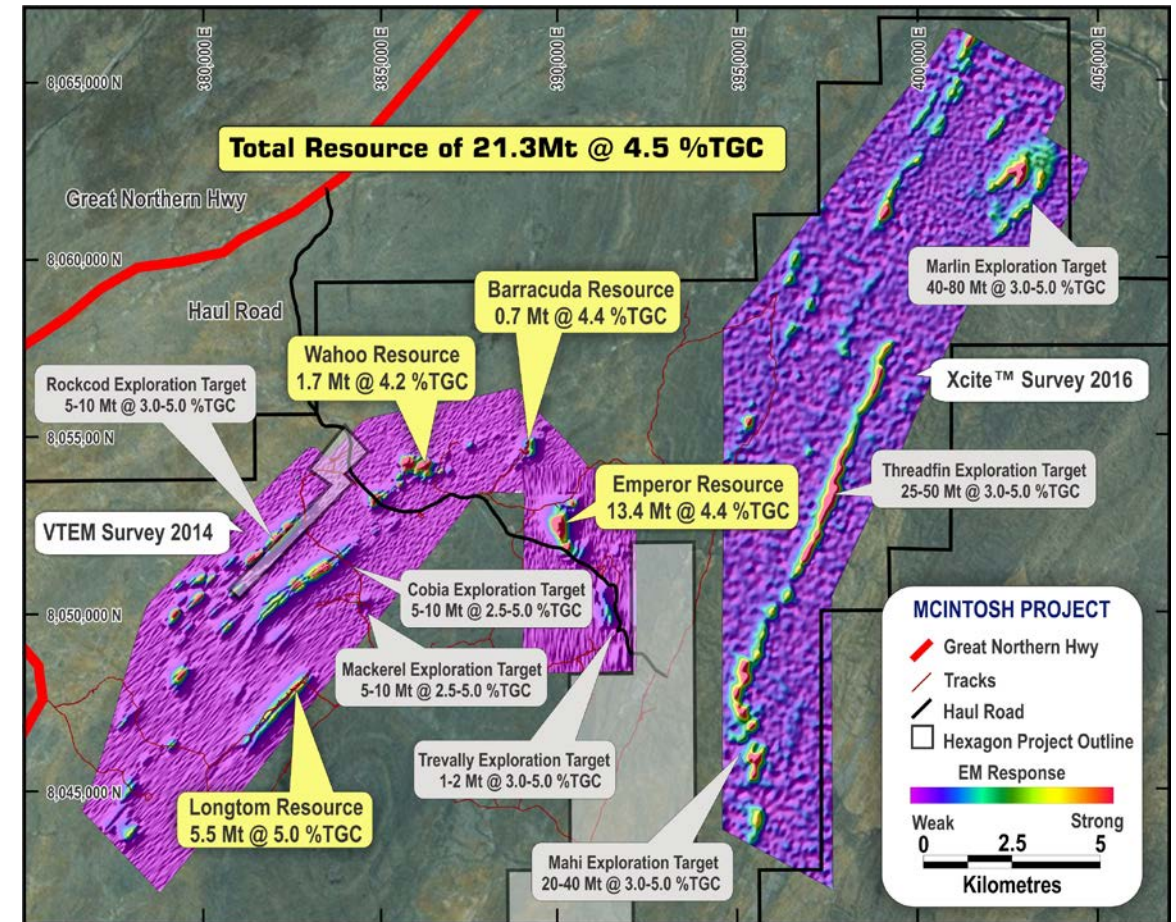 380,000 E
385,000 E
390,000 E
395,000 E
400,000 E
405,000 E
8,065,000 N
8,060,000 N
8,055,00 N
8,050,000 N
8,045,000 N
Total Resource of 21.3Mt @ 4.5 %TGC
Great Northern Hwy
Haul Road
Marlin Exploration Target
40-80 Mt @ 3.0-5.0 %TGC
Barracuda Resource
0.7 Mt @ 4.4 %TGC
Wahoo Resource
1.7 Mt @ 4.2 %TGC
Rockcod Exploration Target
5-10 Mt @ 3.0-5.0 %TGC
Xcite™ Survey 2016
Threadfin Exploration Target
25-50 Mt @ 3.0-5.0 %TGC
Emperor Resource
13.4 Mt @ 4.4 %TGC
VTEM Survey 2014
Cobia Exploration Target
5-10 Mt @ 2.5-5.0 %TGC
Mackerel Exploration Target
5-10 Mt @ 2.5-5.0 %TGC
Trevally Exploration Target
1-2 Mt @ 3.0-5.0 %TGC
Longtom Resource
5.5 Mt @ 5.0 %TGC
Mahi Exploration Target
20-40 Mt @ 3.0-5.0 %TGC
MCINTOSH PROJECT
Great Northern Hwy
Tracks
Haul Road
Hexagon Project Outline
EM Response
Weak Strong
0 2.5 5
Kilometres